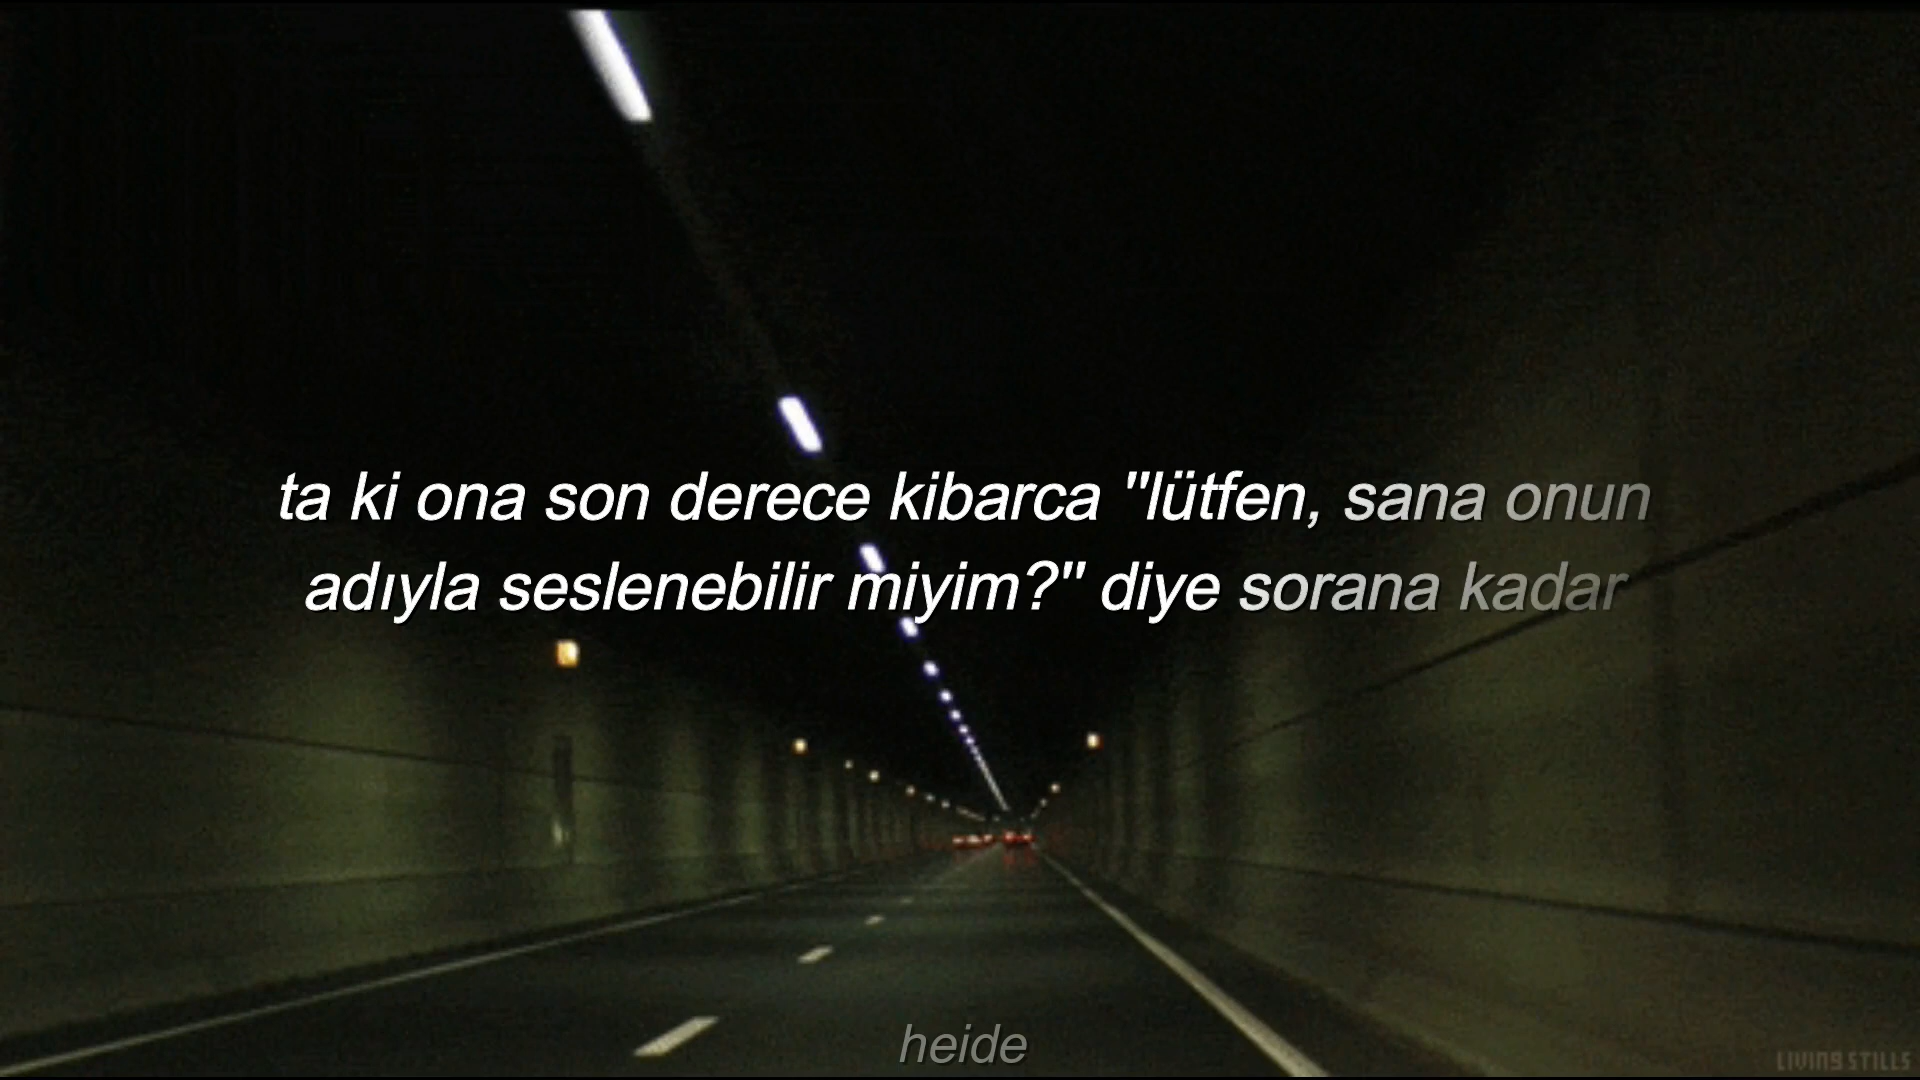 ta ki ona son derece kibarca "lütfen, sana onun
adıyla seslenebilir miyim?" diye sorana kadar
heide
LIVING STILLS